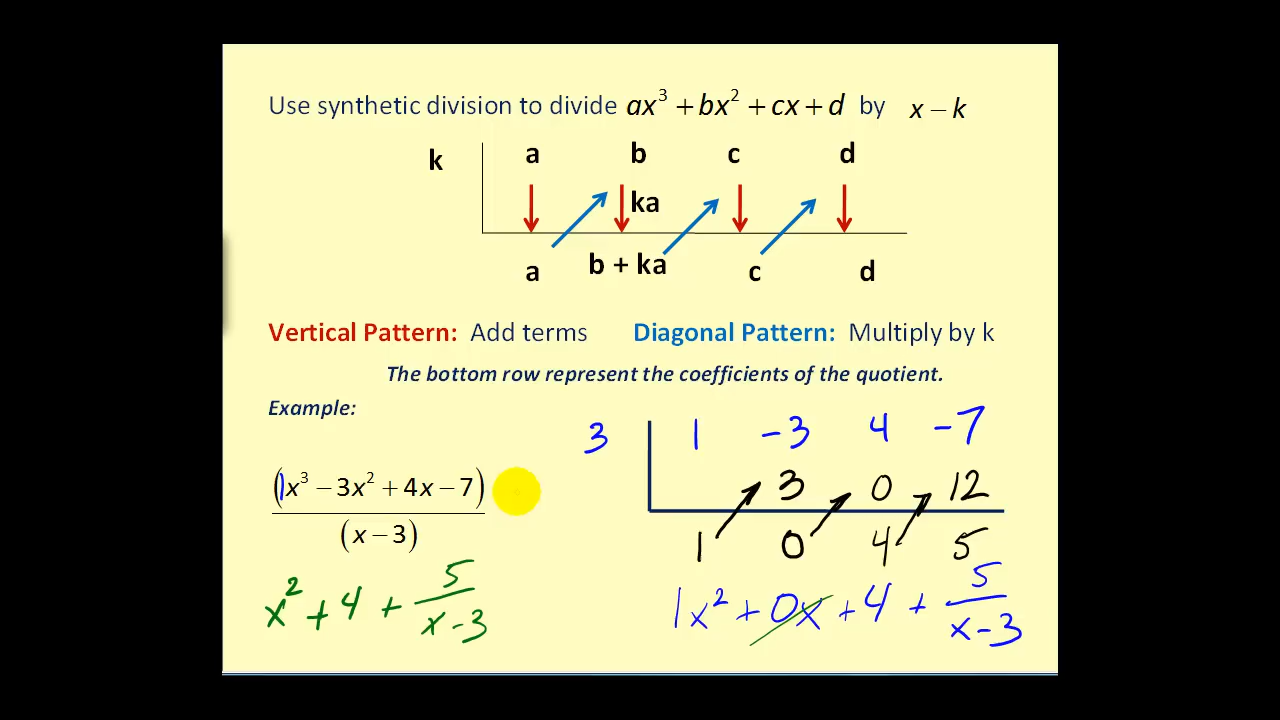 Use synthetic division to divide ax³ + bx² + cx + d by x − k
k a b c d
ka
a b + ka c d
Vertical Pattern: Add terms Diagonal Pattern: Multiply by k
The bottom row represent the coefficients of the quotient.
Example:
3 1 -3 4 -7
(1x³ − 3x² + 4x − 7)
(x − 3)
3 0 12
1 0 4 5
x² + 4 + 5/(x-3)
1x² + 0x + 4 + 5/(x-3)